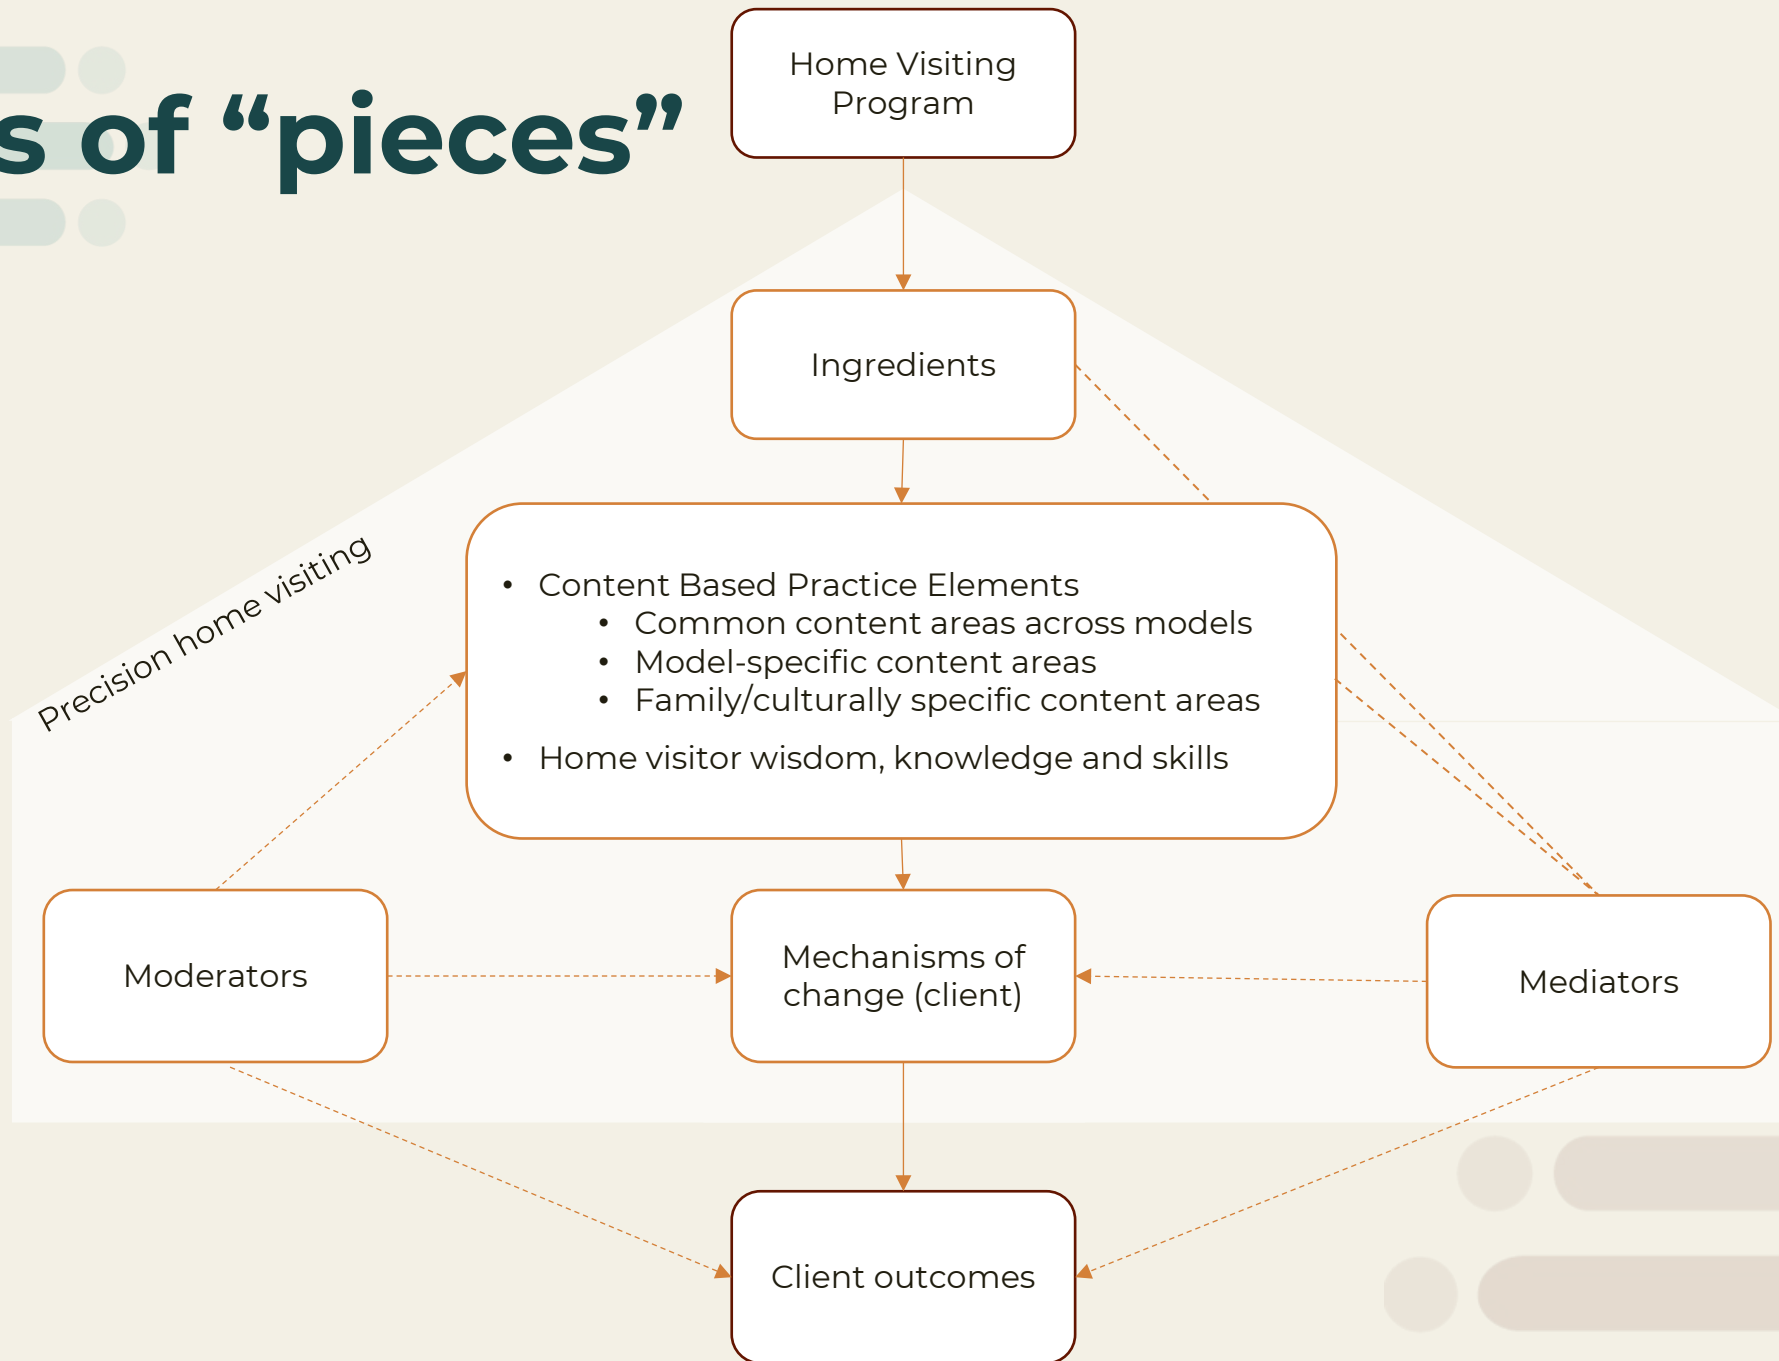 s of “pieces”
Home Visiting
Program
Ingredients
Precision home visiting
• Content Based Practice Elements
• Common content areas across models
• Model-specific content areas
• Family/culturally specific content areas
• Home visitor wisdom, knowledge and skills
Moderators
Mechanisms of
change (client)
Mediators
Client outcomes